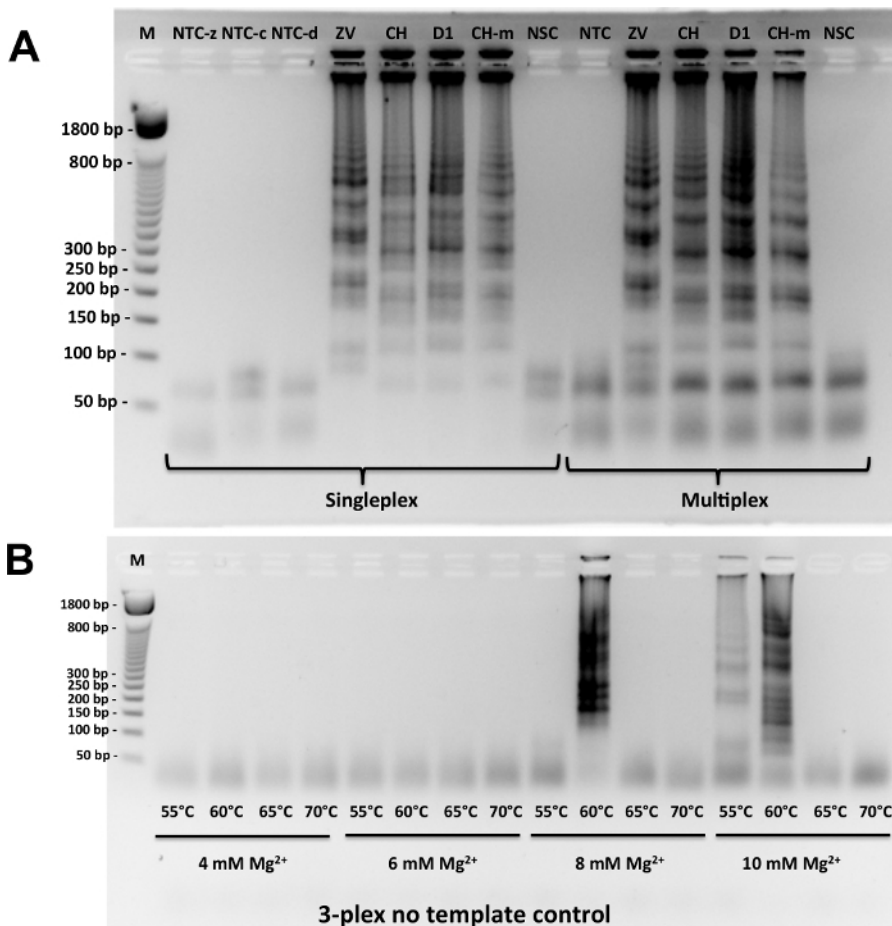 A
M NTC-z NTC-c NTC-d ZV CH D1 CH-m NSC NTC ZV CH D1 CH-m NSC
1800 bp -
800 bp -
300 bp -
250 bp -
200 bp -
150 bp -
100 bp -
50 bp -
Singleplex Multiplex
B
M
1800 bp -
800 bp -
300 bp -
250 bp -
200 bp -
150 bp -
100 bp -
50 bp -
55°C 60°C 65°C 70°C 55°C 60°C 65°C 70°C 55°C 60°C 65°C 70°C 55°C 60°C 65°C 70°C
4 mM Mg²⁺ 6 mM Mg²⁺ 8 mM Mg²⁺ 10 mM Mg²⁺
3-plex no template control